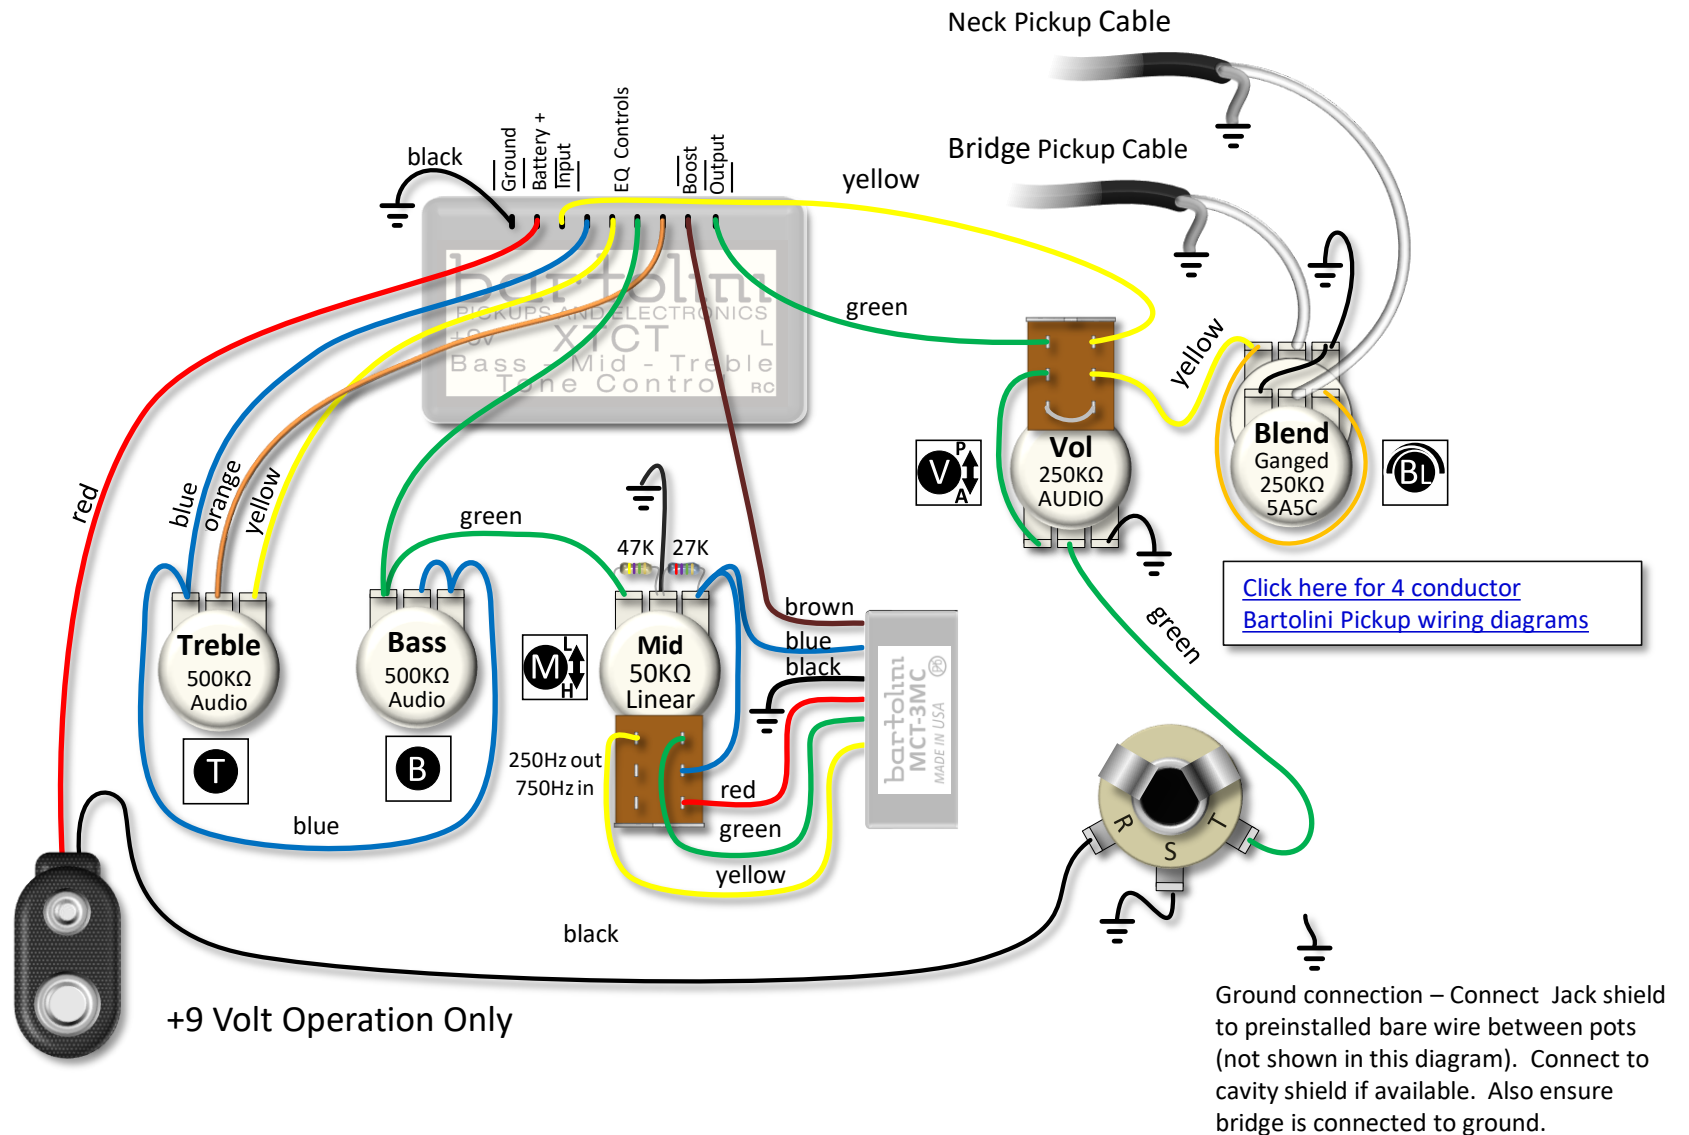 Neck Pickup Cable
Bridge Pickup Cable
black
Ground
Battery +
Input
EQ Controls
Boost
Output
yellow
green
bartolini
PICKUPS AND ELECTRONICS
+9v XTCT L
Bass - Mid - Treble
Tone Control RC
yellow
red
blue
orange
yellow
green
47K
27K
V
P
A
Vol
250KΩ
AUDIO
Blend
Ganged
250KΩ
5A5C
BL
Click here for 4 conductor
Bartolini Pickup wiring diagrams
Treble
500KΩ
Audio
T
Bass
500KΩ
Audio
B
M
L
H
Mid
50KΩ
Linear
250Hz out
750Hz in
brown
blue
black
red
green
yellow
bartolini
MCT-3MC
MADE IN USA
PG
green
blue
R
S
T
black
+9 Volt Operation Only
Ground connection – Connect Jack shield
to preinstalled bare wire between pots
(not shown in this diagram). Connect to
cavity shield if available. Also ensure
bridge is connected to ground.